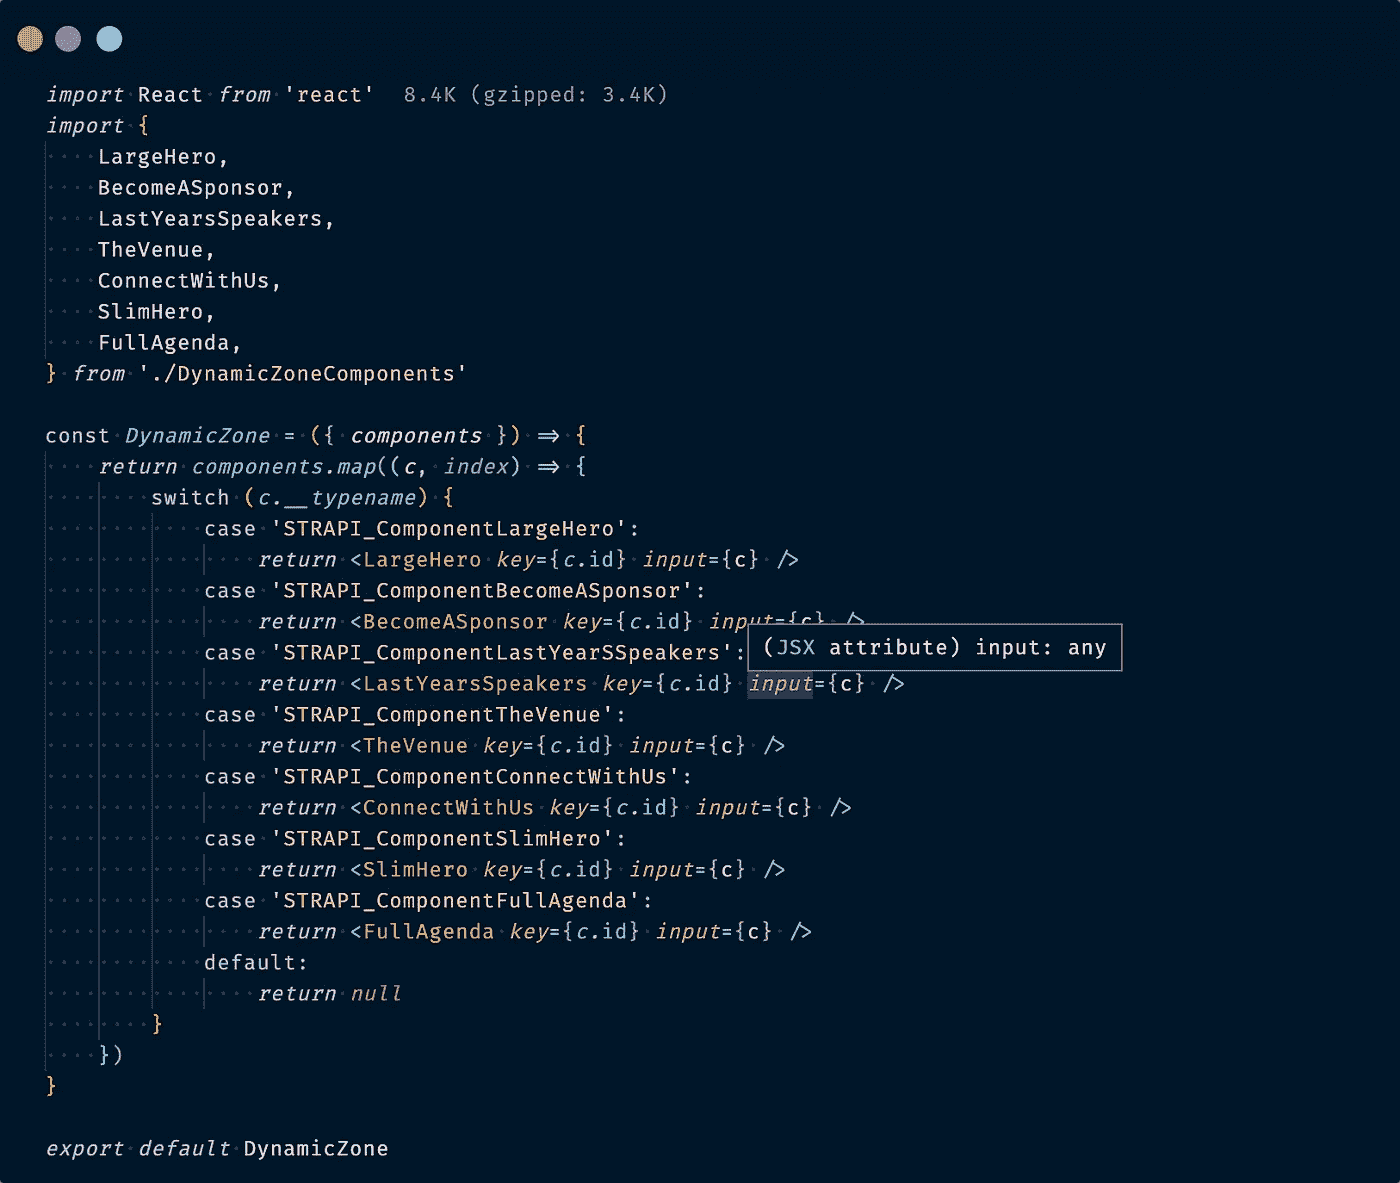 import React from 'react'  8.4K (gzipped: 3.4K)
import {
    LargeHero,
    BecomeASponsor,
    LastYearsSpeakers,
    TheVenue,
    ConnectWithUs,
    SlimHero,
    FullAgenda,
} from './DynamicZoneComponents'

const DynamicZone = ({ components }) => {
    return components.map((c, index) => {
        switch (c.__typename) {
            case 'STRAPI_ComponentLargeHero':
                return <LargeHero key={c.id} input={c} />
            case 'STRAPI_ComponentBecomeASponsor':
                return <BecomeASponsor key={c.id} input={c} />
            case 'STRAPI_ComponentLastYearSSpeakers':
(JSX attribute) input: any
                return <LastYearsSpeakers key={c.id} input={c} />
            case 'STRAPI_ComponentTheVenue':
                return <TheVenue key={c.id} input={c} />
            case 'STRAPI_ComponentConnectWithUs':
                return <ConnectWithUs key={c.id} input={c} />
            case 'STRAPI_ComponentSlimHero':
                return <SlimHero key={c.id} input={c} />
            case 'STRAPI_ComponentFullAgenda':
                return <FullAgenda key={c.id} input={c} />
            default:
                return null
        }
    })
}

export default DynamicZone